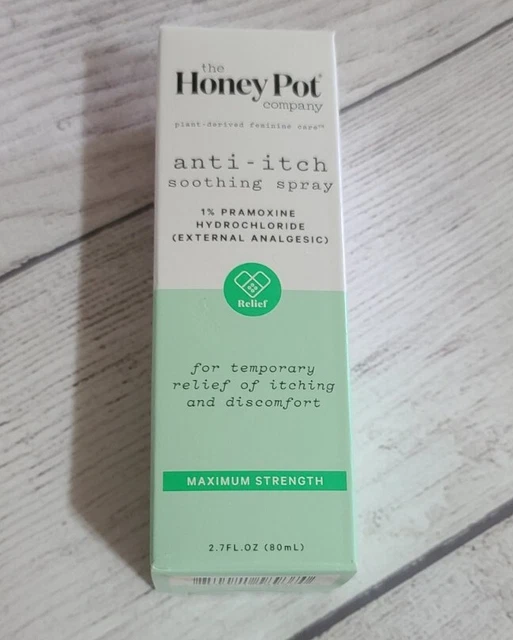 the
Honey Pot
company
plant-derived feminine care™
anti-itch
soothing spray
1% PRAMOXINE
HYDROCHLORIDE
(EXTERNAL ANALGESIC)
Relief
for temporary
relief of itching
and discomfort
MAXIMUM STRENGTH
2.7FL.OZ (80mL)